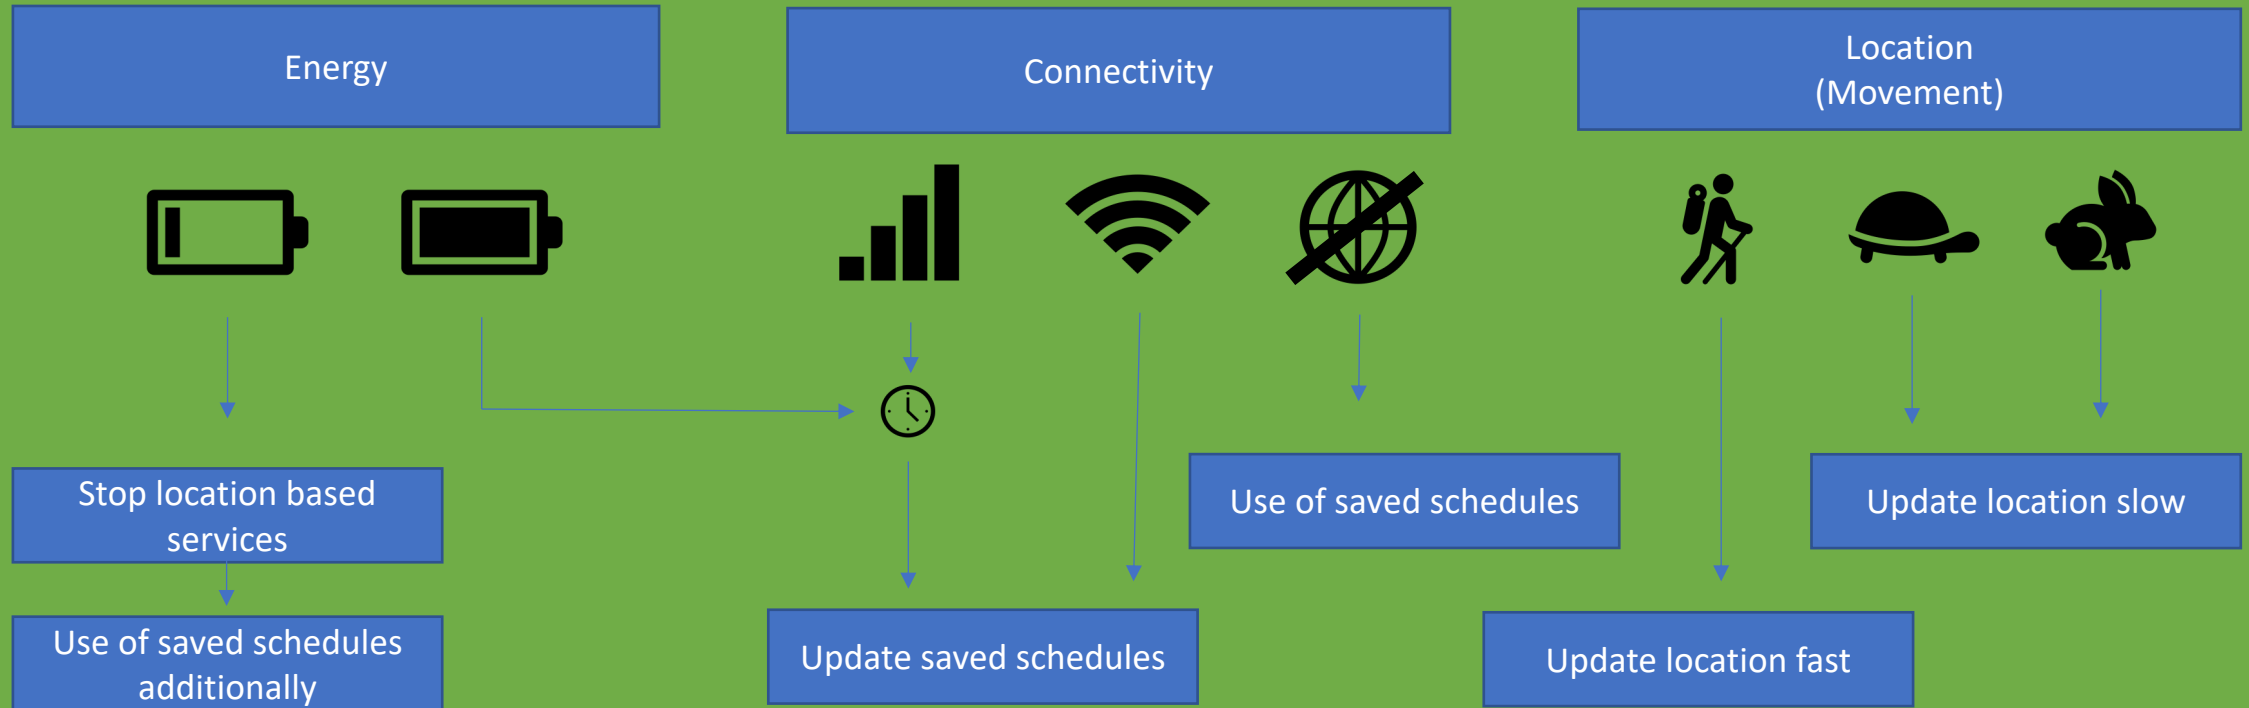 Energy
Connectivity
Location
(Movement)
Stop location based
services
Use of saved schedules
additionally
Update saved schedules
Use of saved schedules
Update location fast
Update location slow